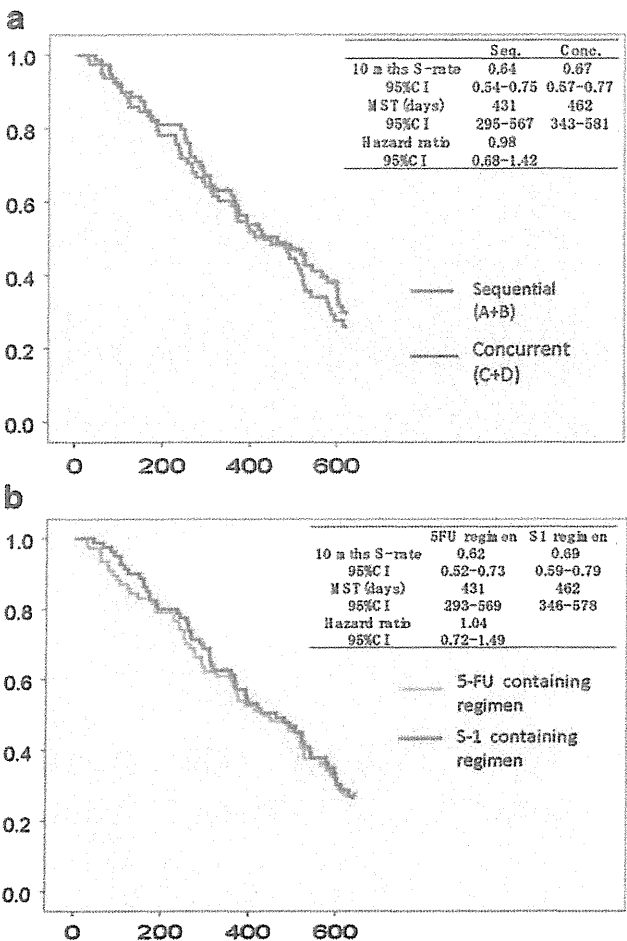 a
Seq. Conc.
10 m ths S-rate 0.64 0.67
95%CI 0.54-0.75 0.57-0.77
MST (days) 431 462
95%CI 295-567 343-581
Hazard ratio 0.98
95%CI 0.68-1.42
1.0
0.8
0.6
0.4
0.2
0.0
Sequential
(A+B)
Concurrent
(C+D)
0 200 400 600
b
5FU regimen S1 regimen
10 m ths S-rate 0.62 0.69
95%CI 0.52-0.73 0.59-0.79
MST (days) 431 462
95%CI 293-569 346-578
Hazard ratio 1.04
95%CI 0.72-1.49
1.0
0.8
0.6
0.4
0.2
0.0
5-FU containing
regimen
S-1 containing
regimen
0 200 400 600